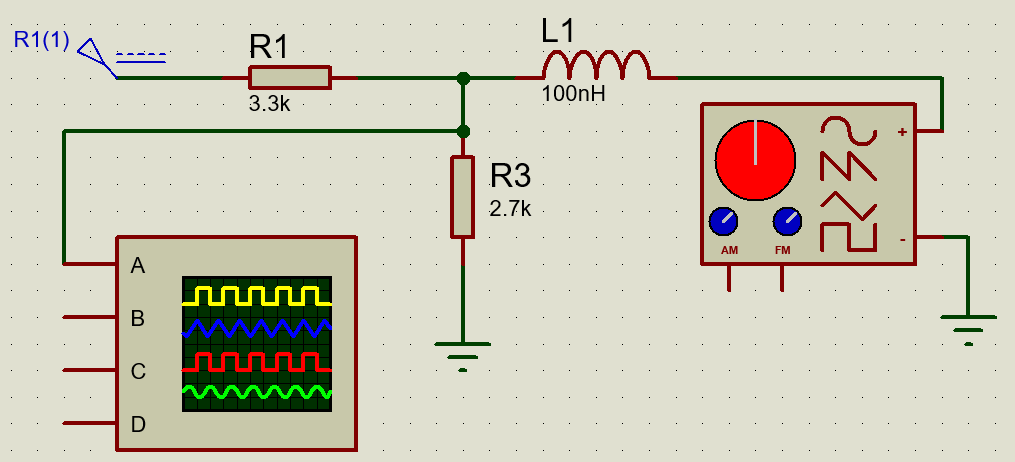 R1(1)
R1
3.3k
L1
100nH
R3
2.7k
+
-
AM FM
A
B
C
D